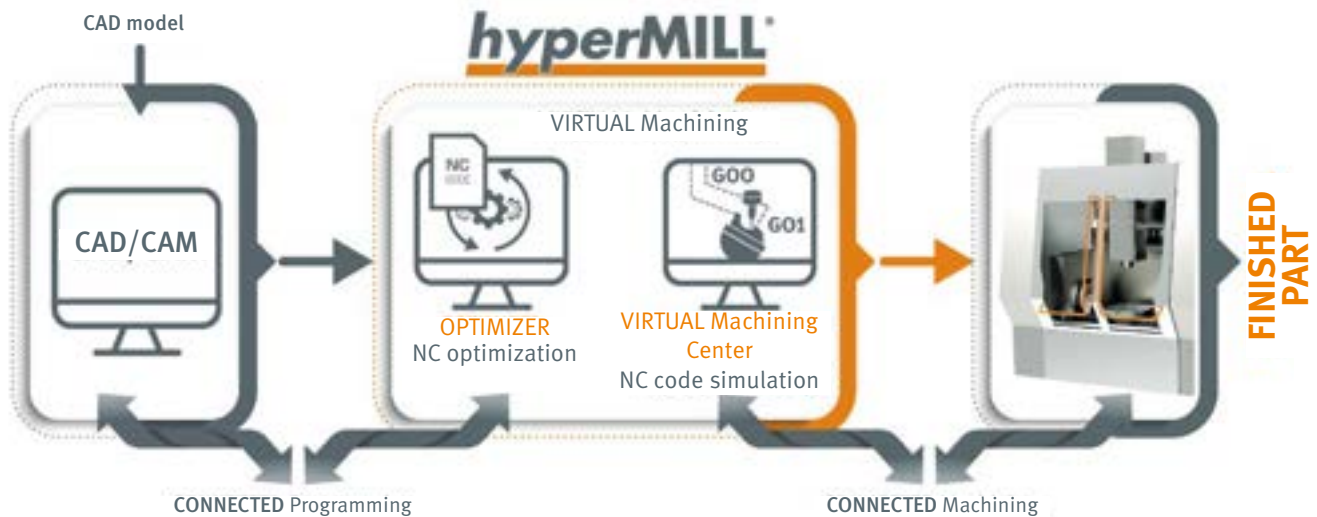 CAD model
hyperMILL®
VIRTUAL Machining
CAD/CAM
NC
G00
G01
OPTIMIZER
NC optimization
VIRTUAL Machining
Center
NC code simulation
FINISHED
PART
CONNECTED Programming
CONNECTED Machining